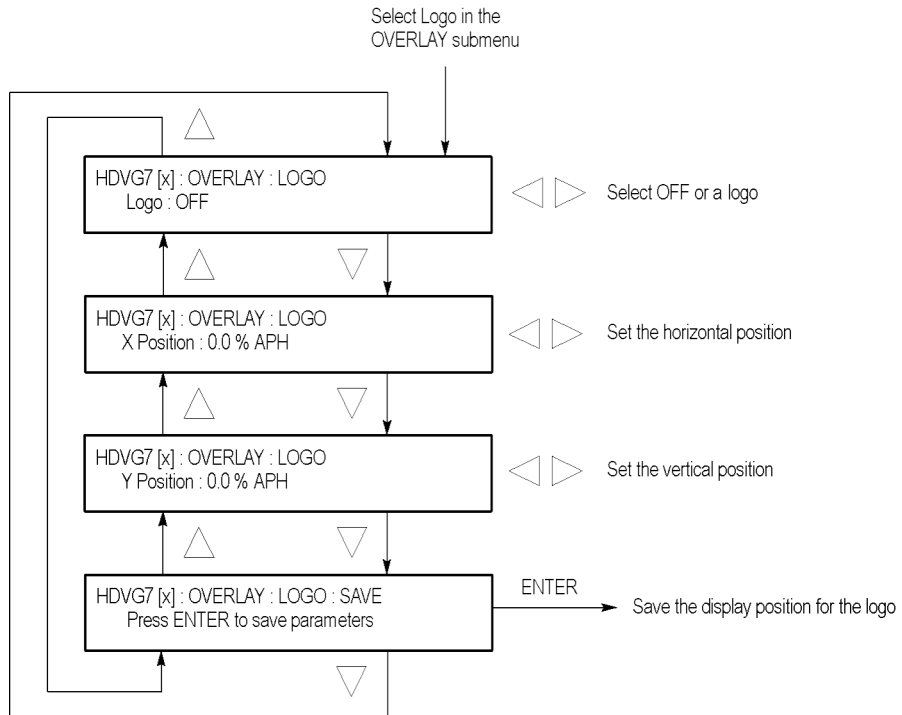 Select Logo in the
OVERLAY submenu
HDVG7 [x] : OVERLAY : LOGO
Logo : OFF
Select OFF or a logo
HDVG7 [x] : OVERLAY : LOGO
X Position : 0.0 % APH
Set the horizontal position
HDVG7 [x] : OVERLAY : LOGO
Y Position : 0.0 % APH
Set the vertical position
HDVG7 [x] : OVERLAY : LOGO : SAVE
Press ENTER to save parameters
ENTER
Save the display position for the logo